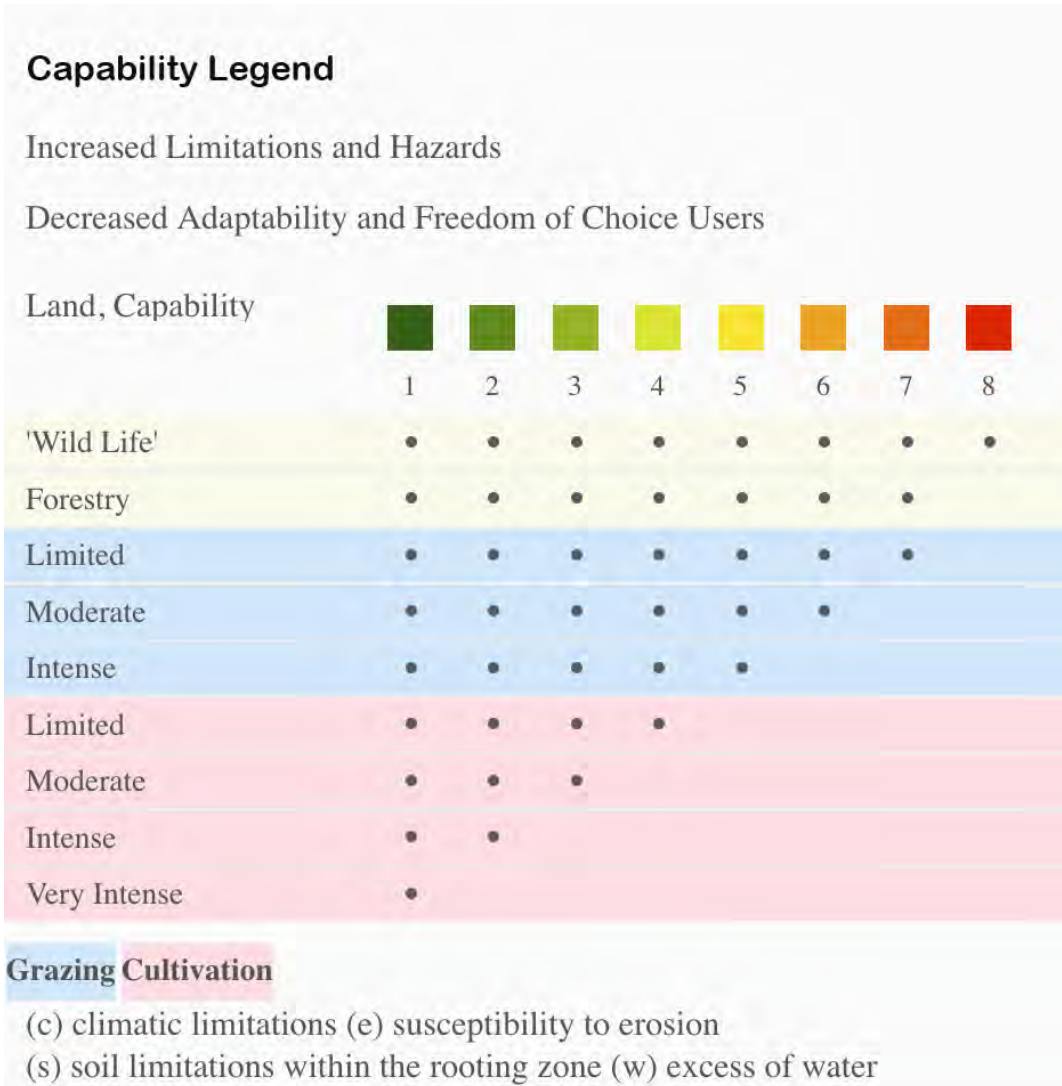 Capability Legend
Increased Limitations and Hazards
Decreased Adaptability and Freedom of Choice Users
Land, Capability
1 2 3 4 5 6 7 8
'Wild Life'
Forestry
Limited
Moderate
Intense
Limited
Moderate
Intense
Very Intense
Grazing Cultivation
(c) climatic limitations (e) susceptibility to erosion
(s) soil limitations within the rooting zone (w) excess of water